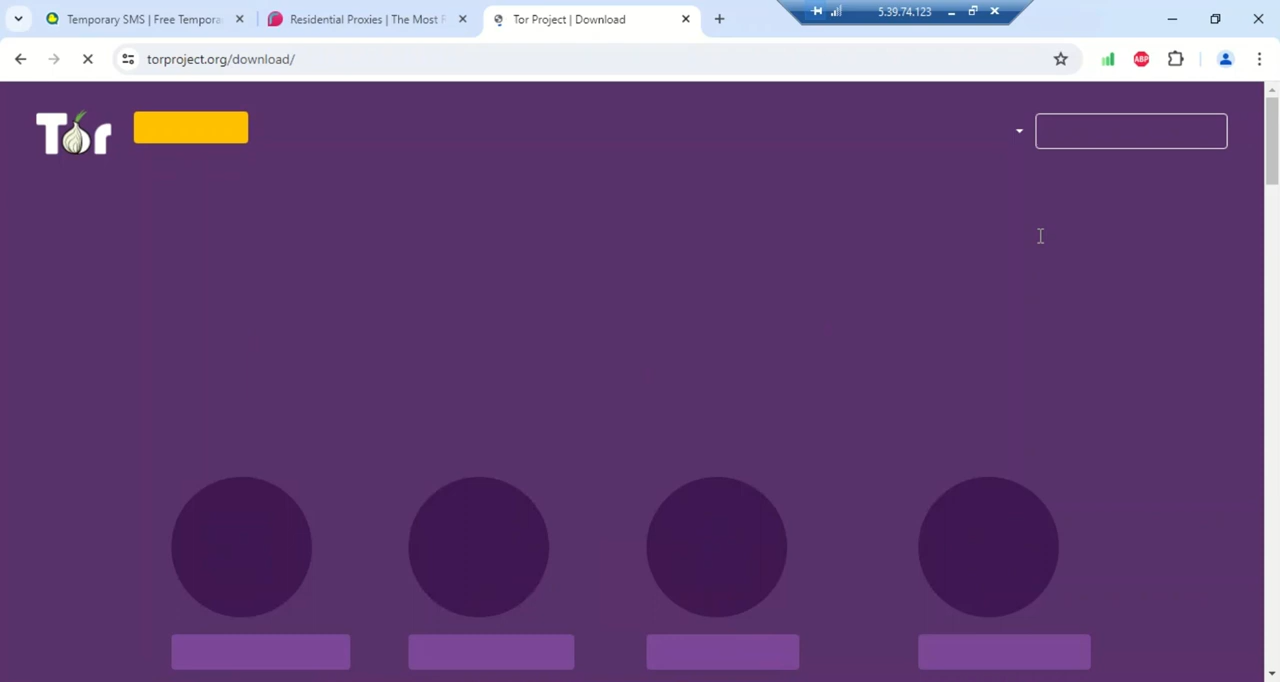 Temporary SMS | Free Tempora
Residential Proxies | The Most F
Tor Project | Download
5.39.74.123
torproject.org/download/
ABP
Tor